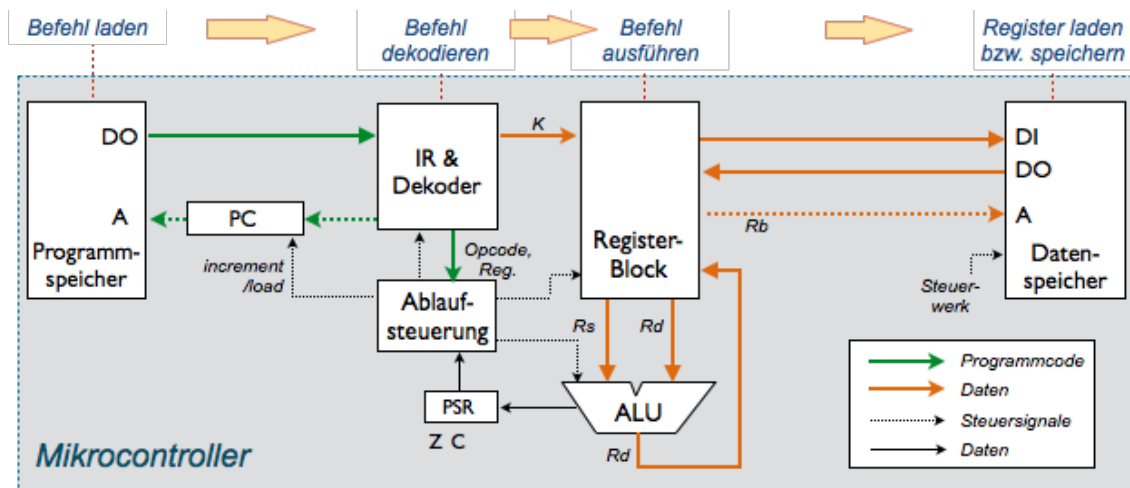 Befehl laden
Befehl
dekodieren
Befehl
ausführen
Register laden
bzw. speichern
DO
A
Programm-
speicher
PC
increment
/load
IR &
Dekoder
Opcode,
Reg.
Ablauf-
steuerung
PSR
Z C
K
Register-
Block
Rs
Rd
ALU
Rd
Rb
DI
DO
A
Daten-
speicher
Steuer-
werk
Programmcode
Daten
Steuersignale
Daten
Mikrocontroller